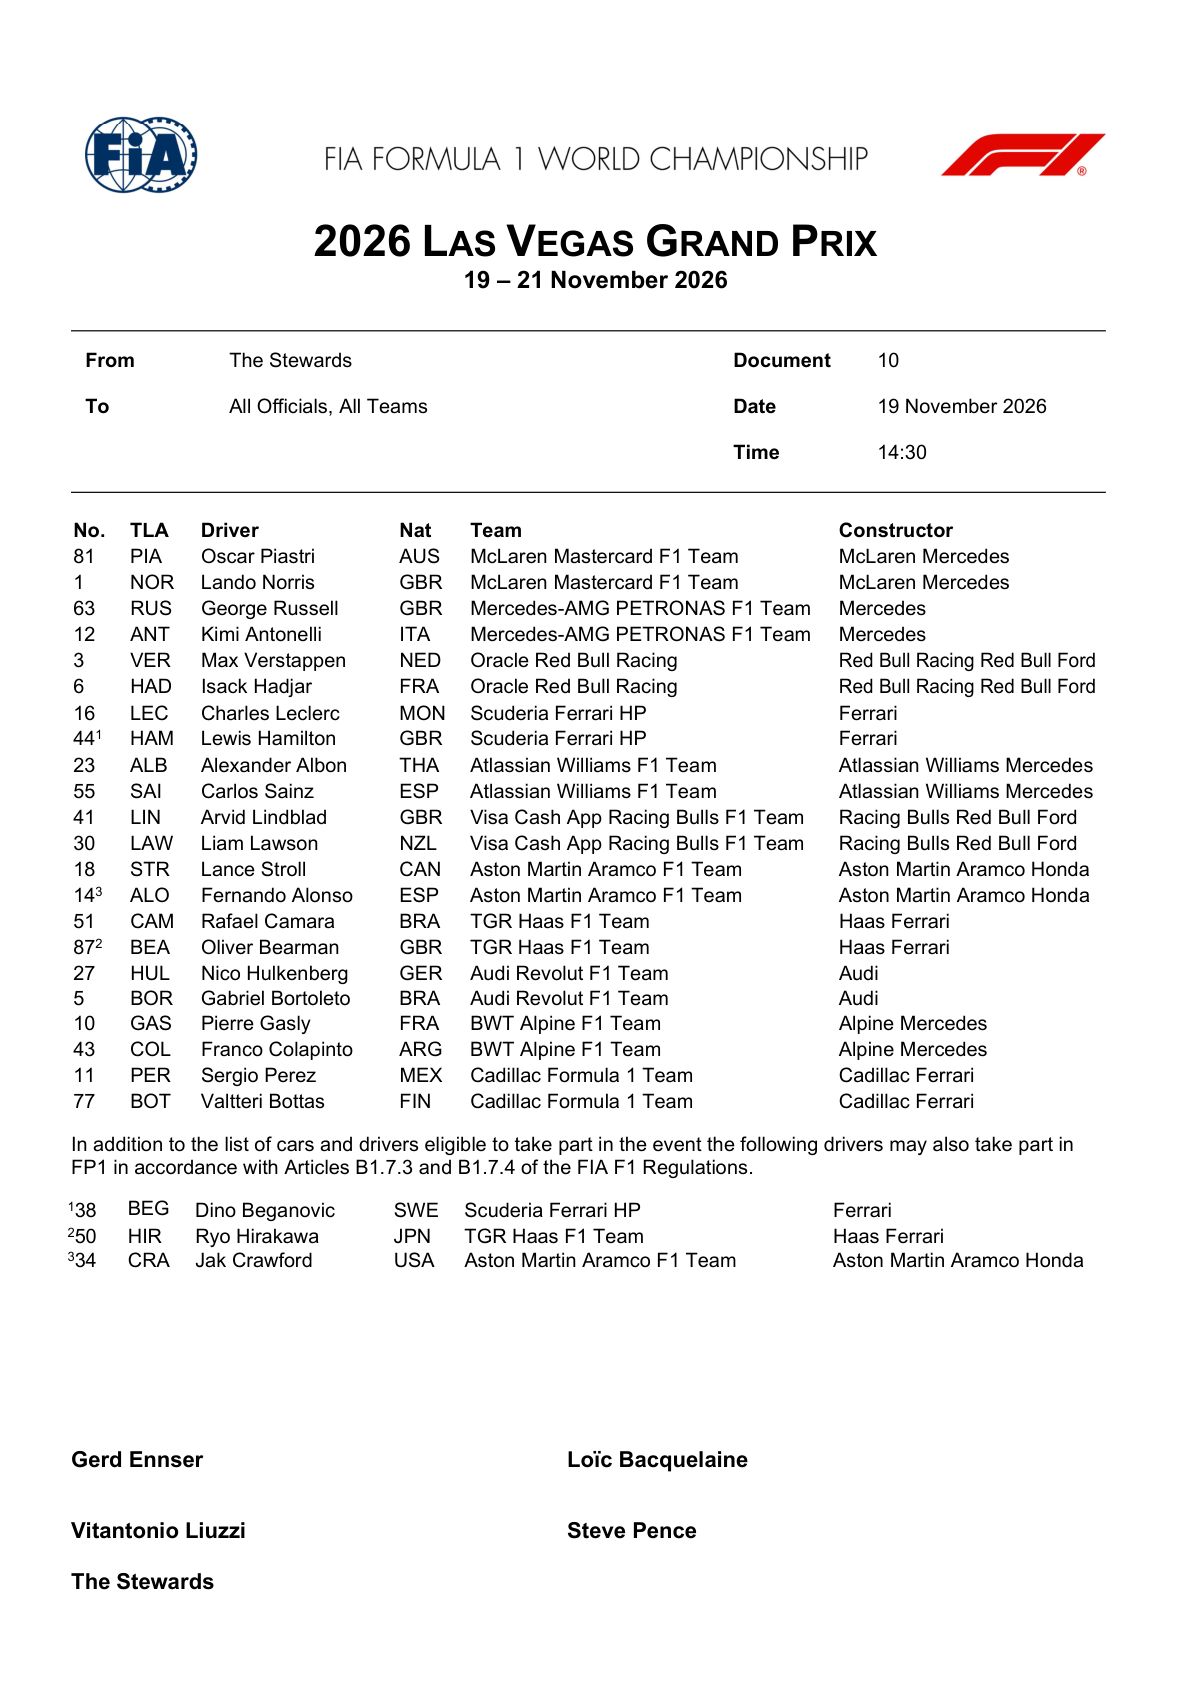 FiA
FIA FORMULA 1 WORLD CHAMPIONSHIP
F1®
2026 LAS VEGAS GRAND PRIX
19 – 21 November 2026
From The Stewards Document 10
To All Officials, All Teams Date 19 November 2026
Time 14:30
No. TLA Driver Nat Team Constructor
81 PIA Oscar Piastri AUS McLaren Mastercard F1 Team McLaren Mercedes
1 NOR Lando Norris GBR McLaren Mastercard F1 Team McLaren Mercedes
63 RUS George Russell GBR Mercedes-AMG PETRONAS F1 Team Mercedes
12 ANT Kimi Antonelli ITA Mercedes-AMG PETRONAS F1 Team Mercedes
3 VER Max Verstappen NED Oracle Red Bull Racing Red Bull Racing Red Bull Ford
6 HAD Isack Hadjar FRA Oracle Red Bull Racing Red Bull Racing Red Bull Ford
16 LEC Charles Leclerc MON Scuderia Ferrari HP Ferrari
44¹ HAM Lewis Hamilton GBR Scuderia Ferrari HP Ferrari
23 ALB Alexander Albon THA Atlassian Williams F1 Team Atlassian Williams Mercedes
55 SAI Carlos Sainz ESP Atlassian Williams F1 Team Atlassian Williams Mercedes
41 LIN Arvid Lindblad GBR Visa Cash App Racing Bulls F1 Team Racing Bulls Red Bull Ford
30 LAW Liam Lawson NZL Visa Cash App Racing Bulls F1 Team Racing Bulls Red Bull Ford
18 STR Lance Stroll CAN Aston Martin Aramco F1 Team Aston Martin Aramco Honda
14³ ALO Fernando Alonso ESP Aston Martin Aramco F1 Team Aston Martin Aramco Honda
51 CAM Rafael Camara BRA TGR Haas F1 Team Haas Ferrari
87² BEA Oliver Bearman GBR TGR Haas F1 Team Haas Ferrari
27 HUL Nico Hulkenberg GER Audi Revolut F1 Team Audi
5 BOR Gabriel Bortoleto BRA Audi Revolut F1 Team Audi
10 GAS Pierre Gasly FRA BWT Alpine F1 Team Alpine Mercedes
43 COL Franco Colapinto ARG BWT Alpine F1 Team Alpine Mercedes
11 PER Sergio Perez MEX Cadillac Formula 1 Team Cadillac Ferrari
77 BOT Valtteri Bottas FIN Cadillac Formula 1 Team Cadillac Ferrari
In addition to the list of cars and drivers eligible to take part in the event the following drivers may also take part in
FP1 in accordance with Articles B1.7.3 and B1.7.4 of the FIA F1 Regulations.
¹38 BEG Dino Beganovic SWE Scuderia Ferrari HP Ferrari
²50 HIR Ryo Hirakawa JPN TGR Haas F1 Team Haas Ferrari
³34 CRA Jak Crawford USA Aston Martin Aramco F1 Team Aston Martin Aramco Honda
Gerd Ennser Loïc Bacquelaine
Vitantonio Liuzzi Steve Pence
The Stewards